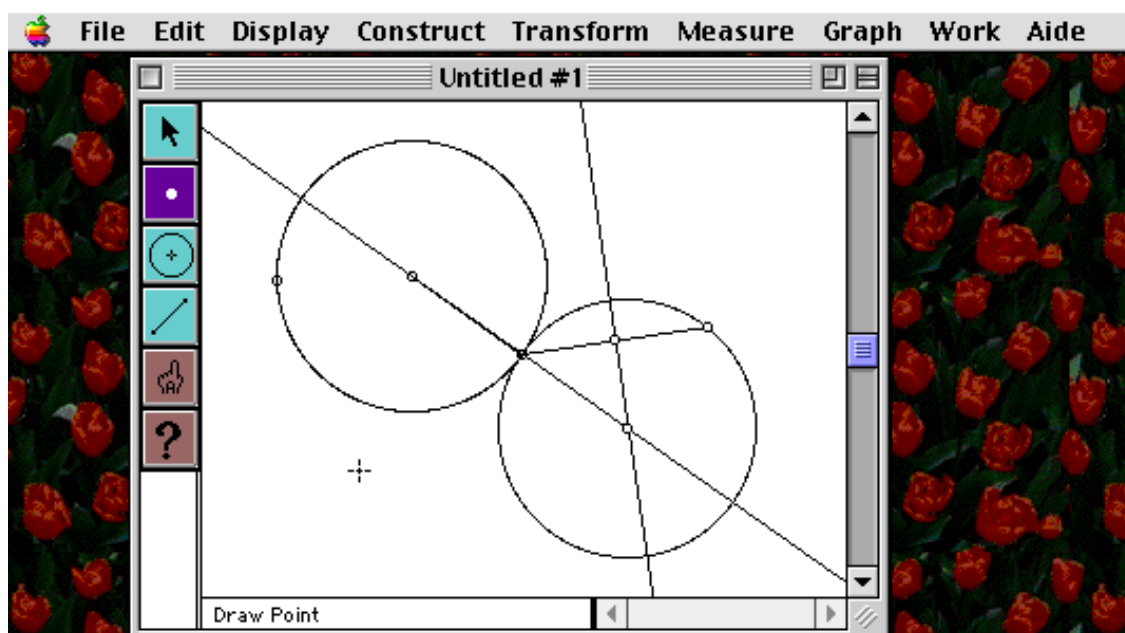 File Edit Display Construct Transform Measure Graph Work Aide
Untitled #1
A
?
Draw Point